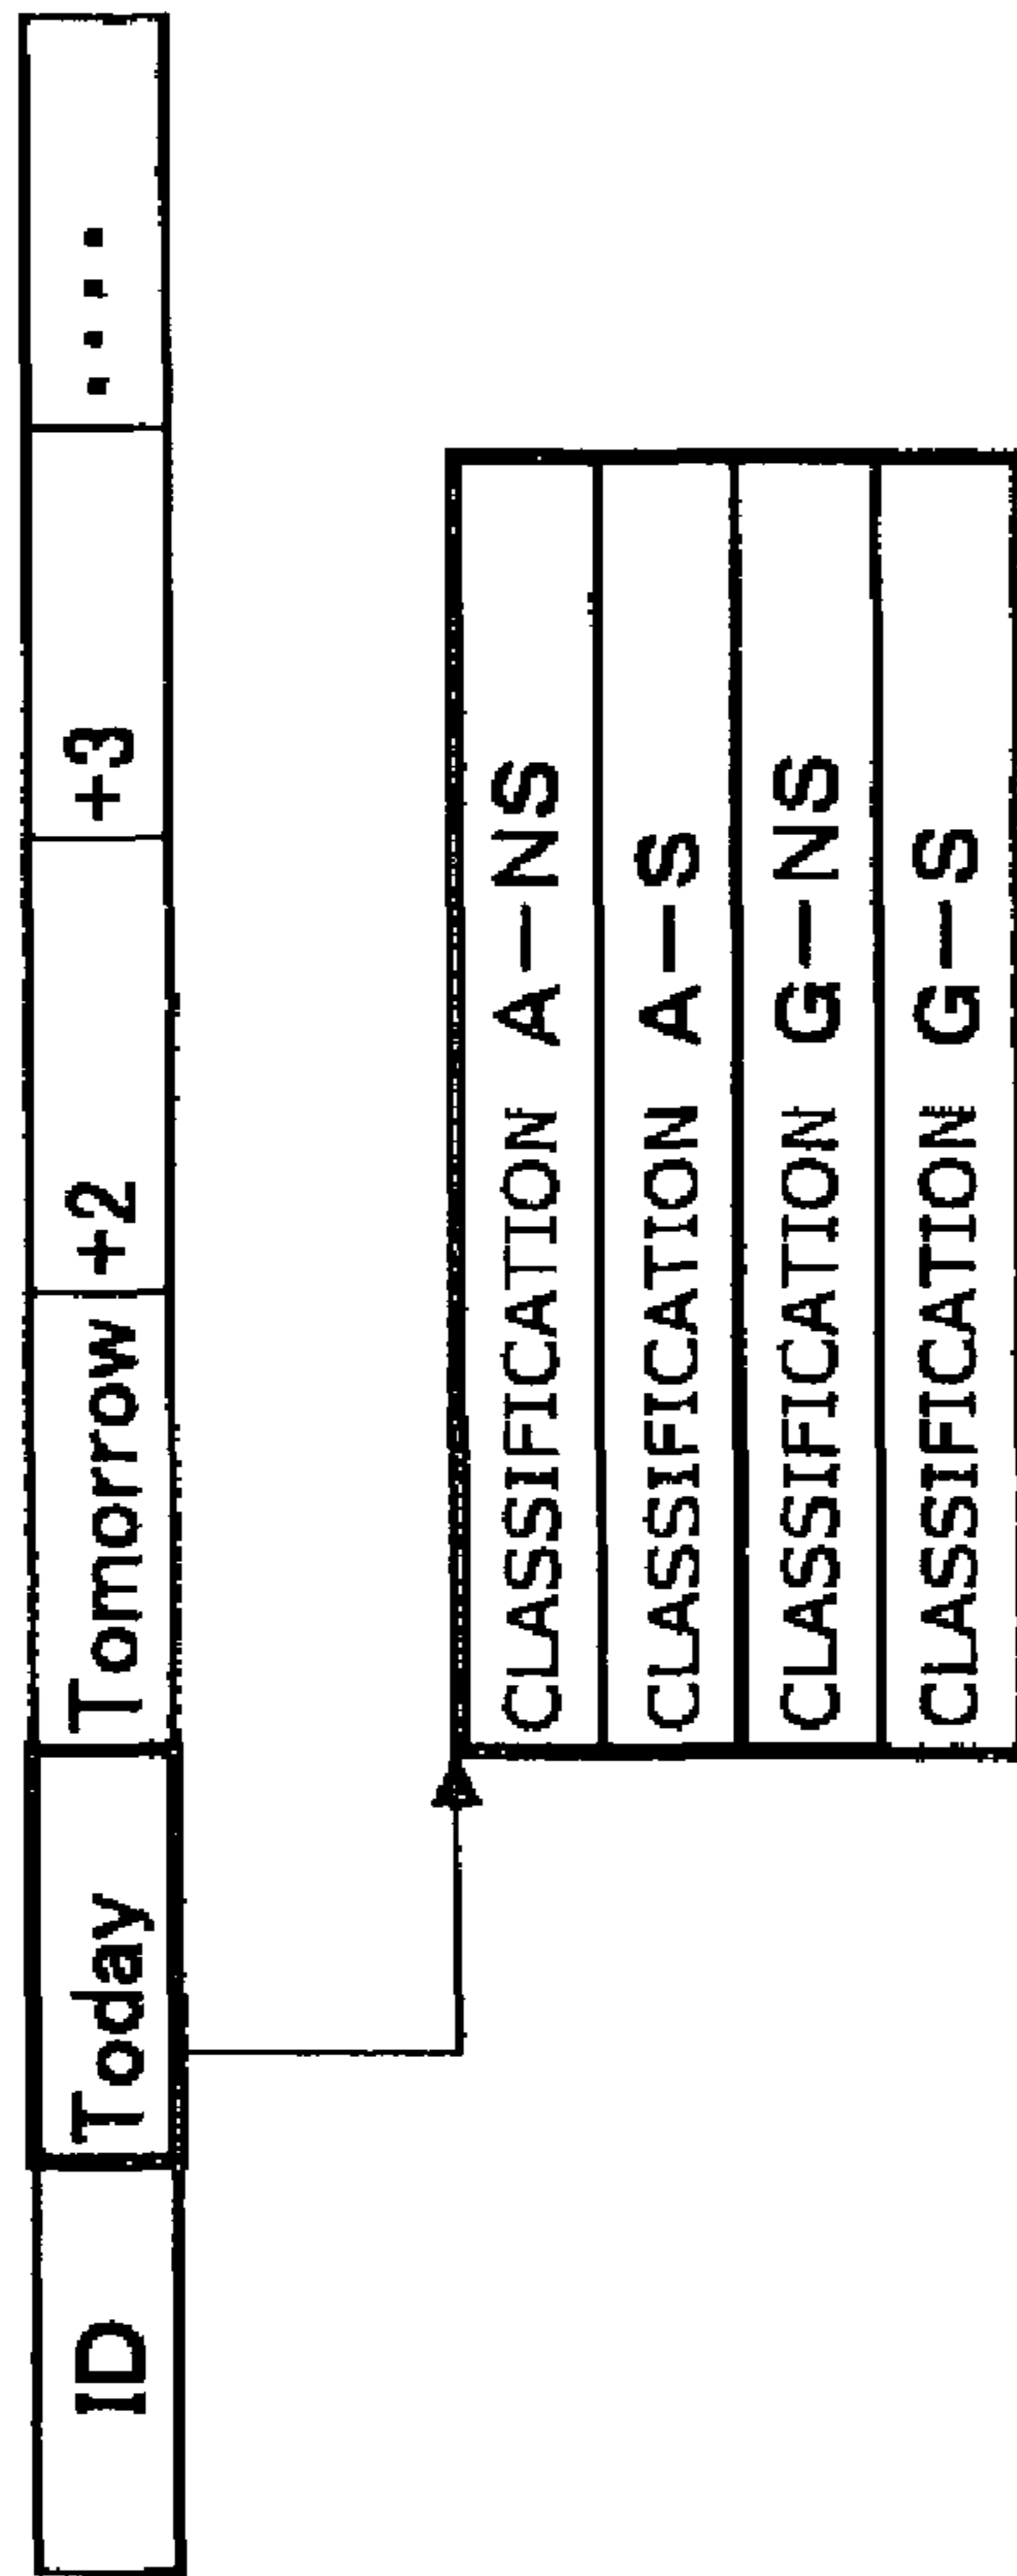 ID Today Tomorrow +2 +3 ....
CLASSIFICATION A-NS
CLASSIFICATION A-S
CLASSIFICATION G-NS
CLASSIFICATION G-S